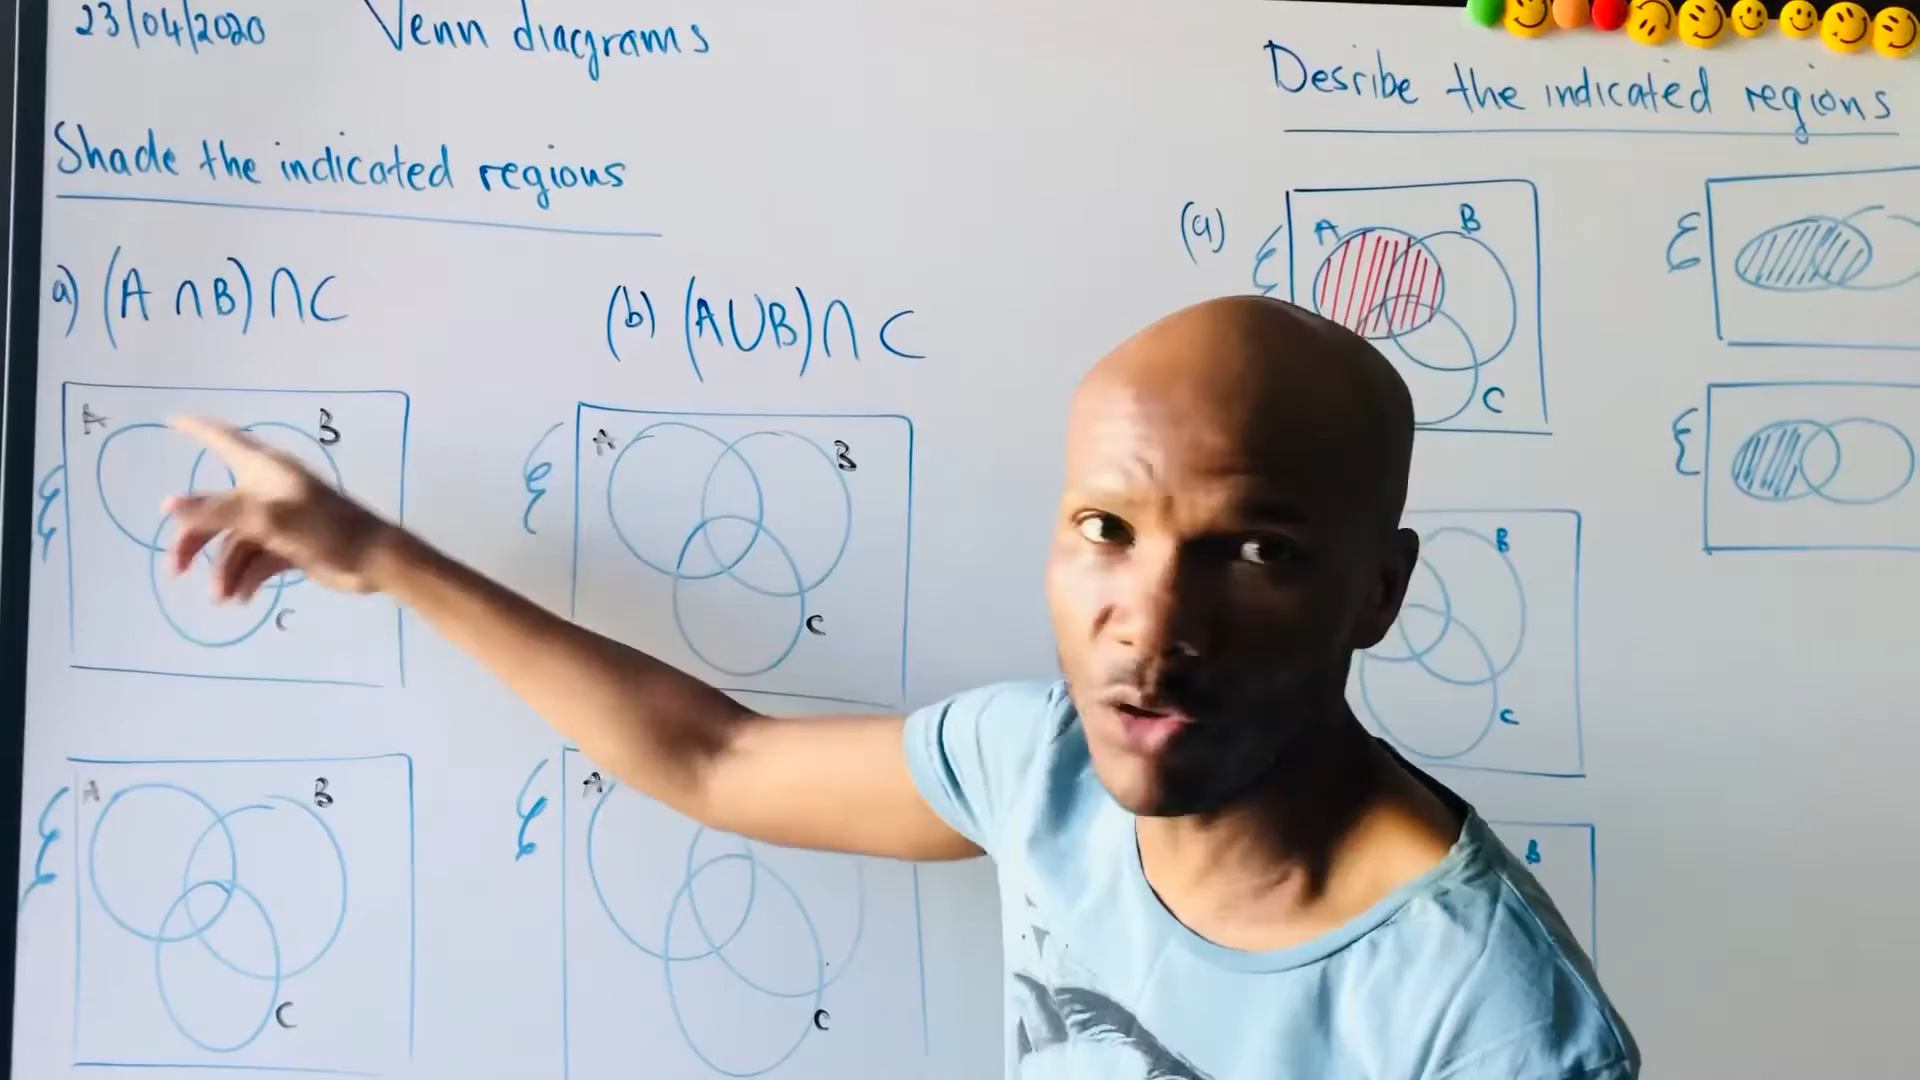 23/04/2020 Venn diagrams
Shade the indicated regions
a) (A ∩ B) ∩ C
(b) (A ∪ B) ∩ C
A B
ξ
C
A B
ξ
C
A B
ξ
C
A
ξ
C
Desribe the indicated regions
(a)
A B
ξ
C
B
C
B
ξ
ξ